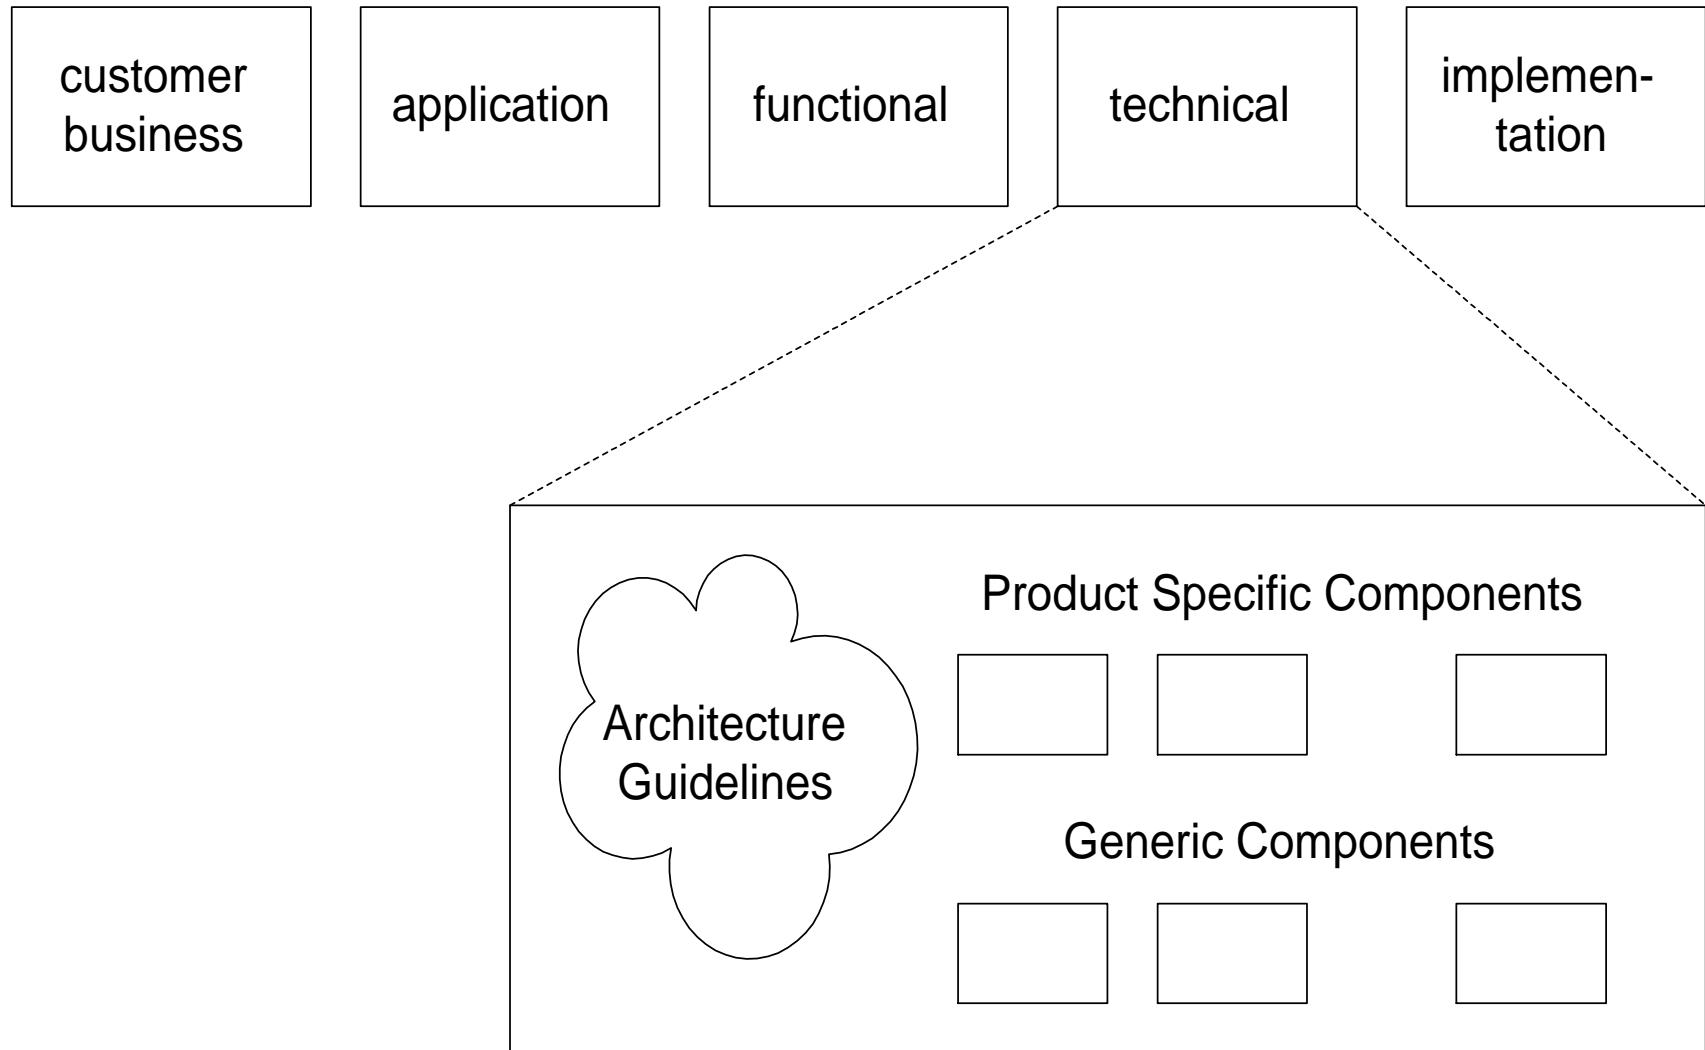 customer
business
application
functional
technical
implemen-
tation
Product Specific Components
Architecture
Guidelines
Generic Components